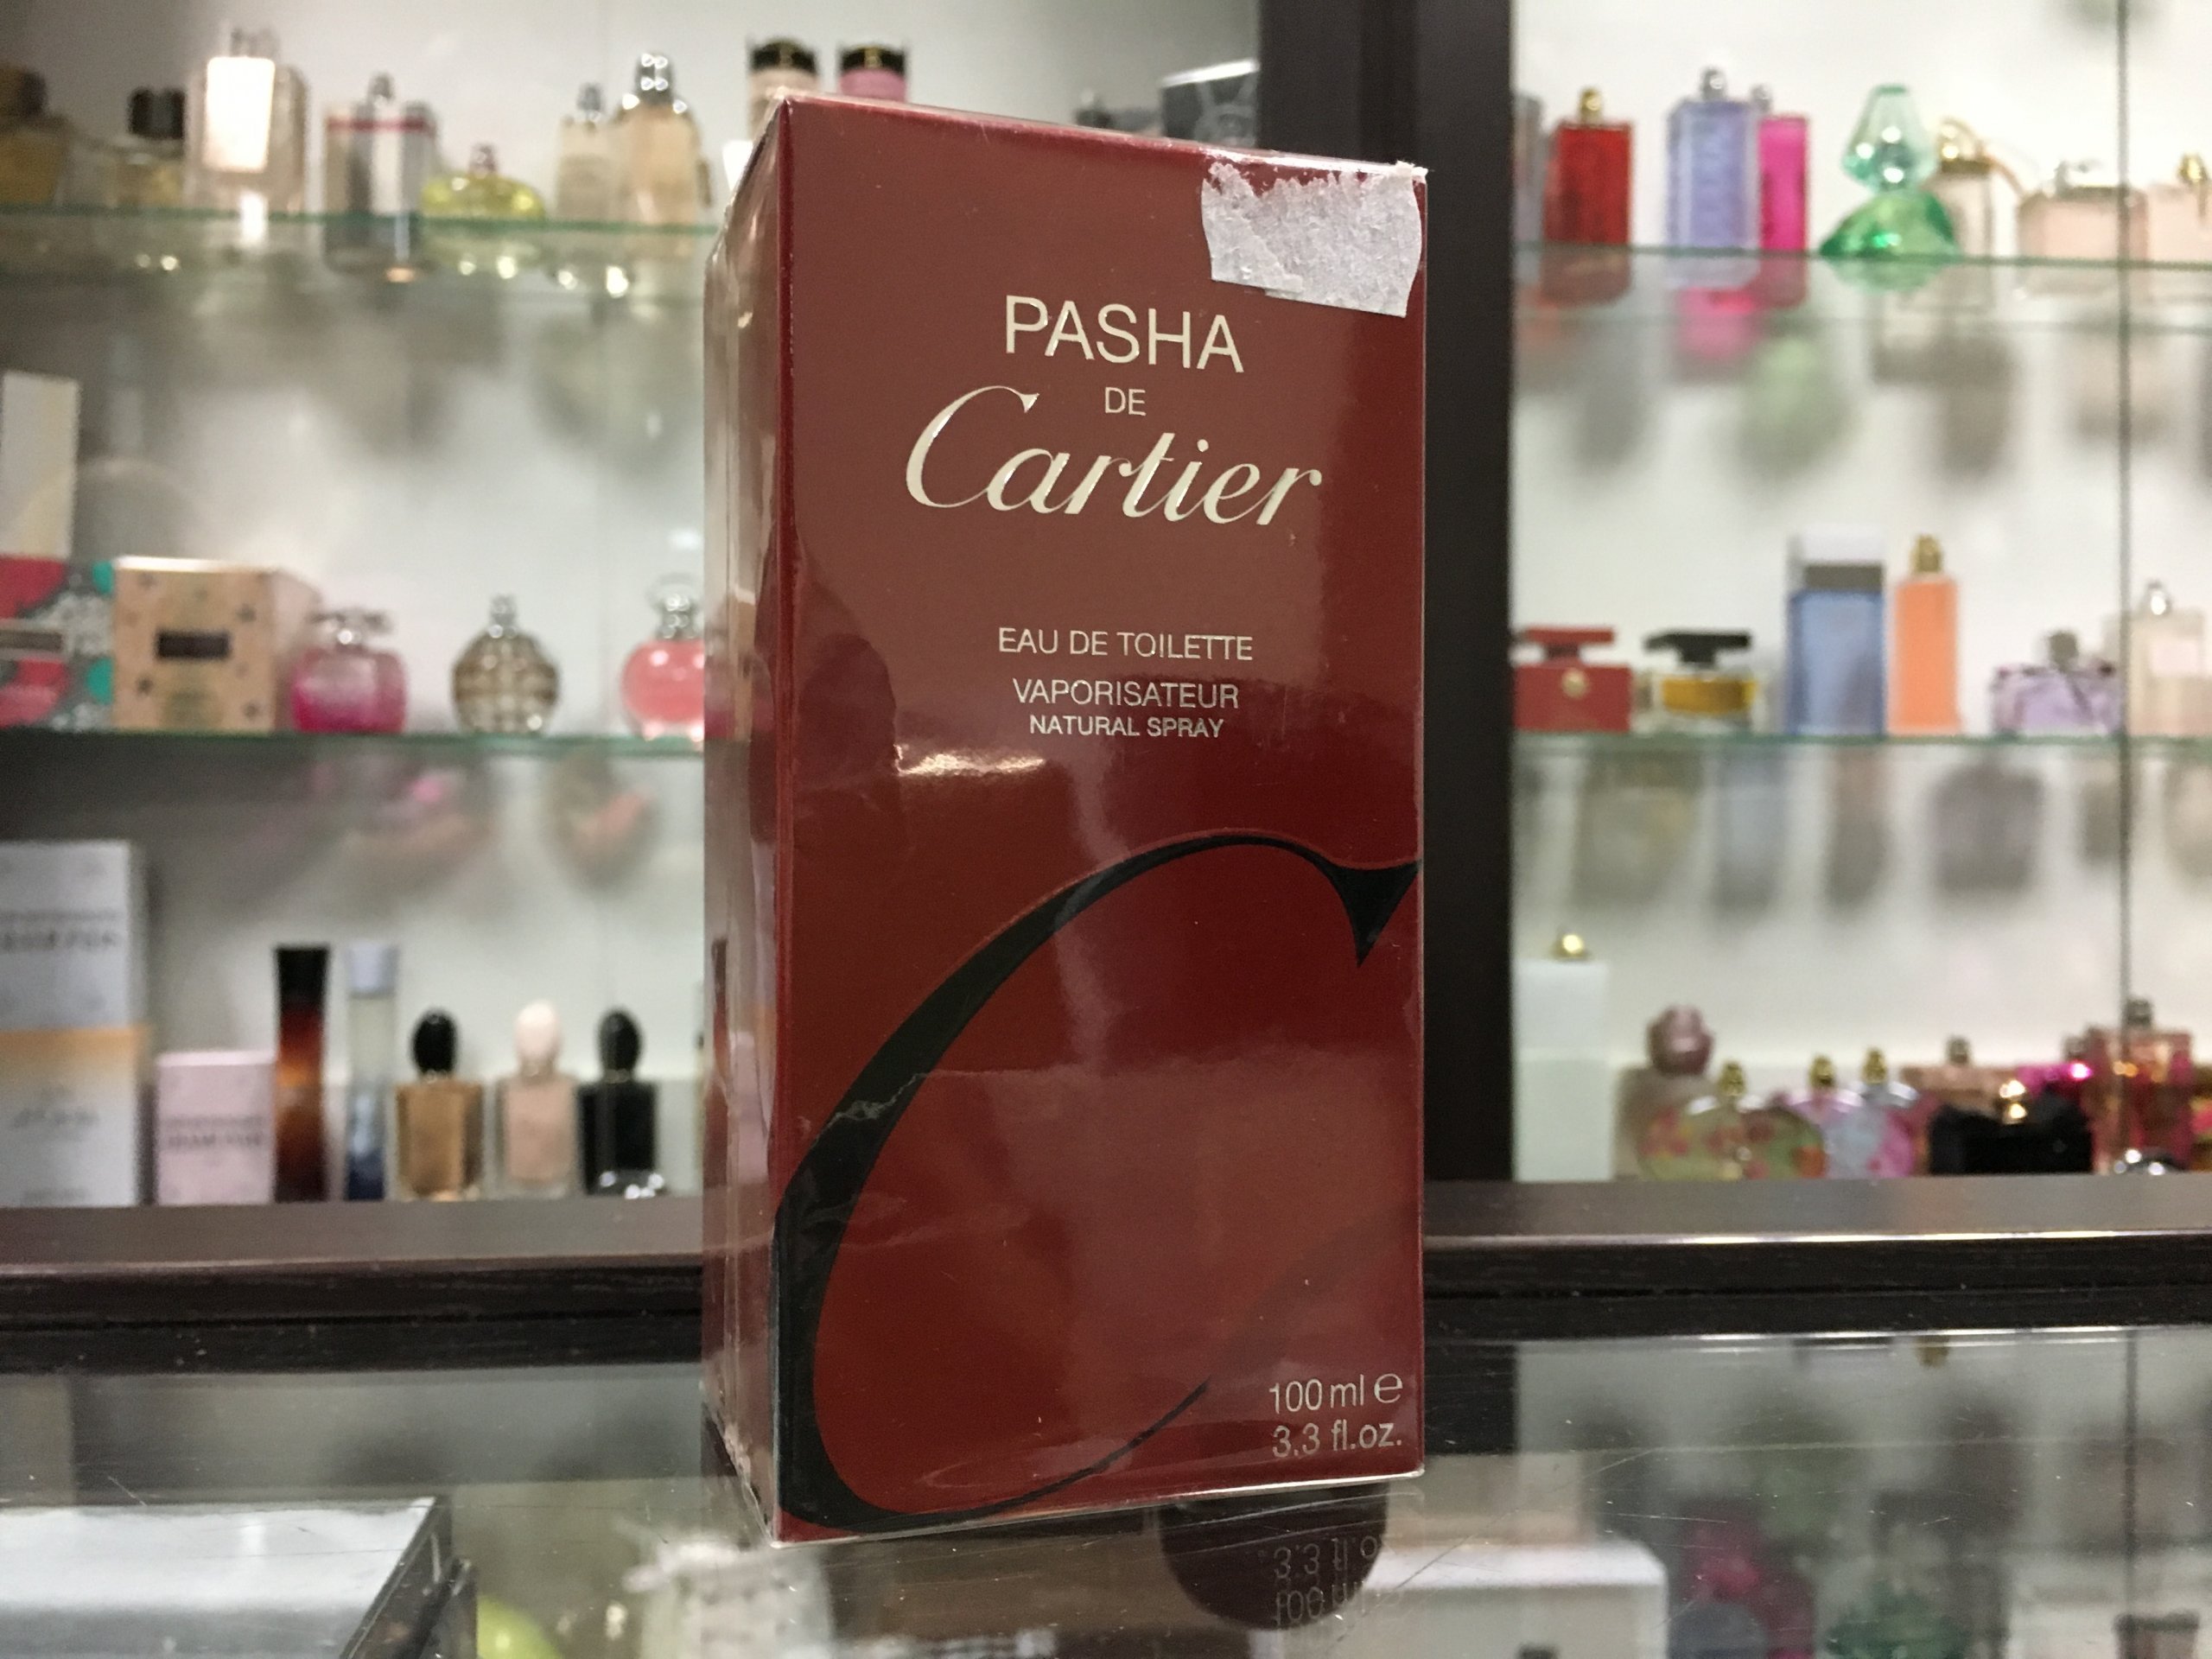 PASHA
DE
Cartier
EAU DE TOILETTE
VAPORISATEUR
NATURAL SPRAY
100 ml ℮
3.3 fl.oz.